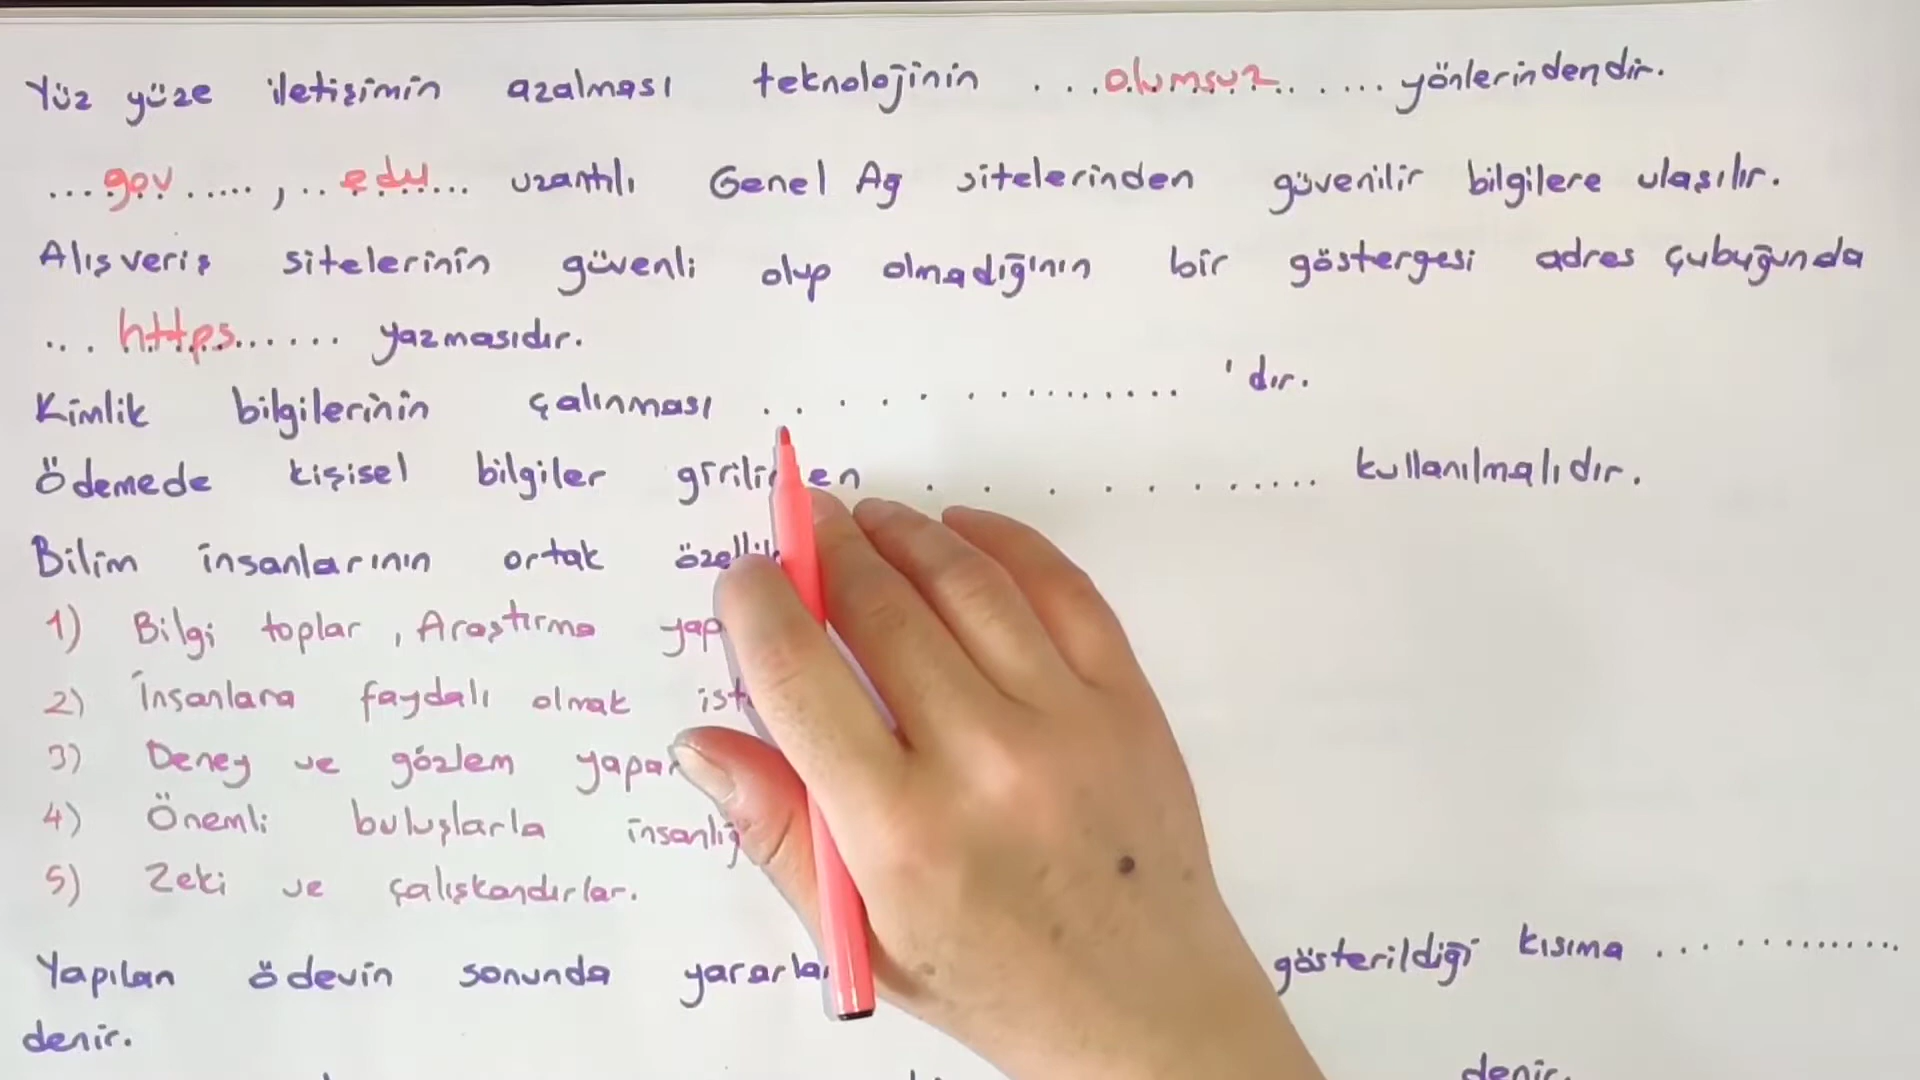 Yüz yüze iletişimin azalması teknolojinin ...olumsuz....... yönlerindendir.
...gov....., ..edu... uzantılı Genel Ağ sitelerinden güvenilir bilgilere ulaşılır.
Alışveriş sitelerinin güvenli olup olmadığının bir göstergesi adres çubuğunda
...https...... yazmasıdır.
Kimlik bilgilerinin çalınması .............. 'dır.
Ödemede kişisel bilgiler ............ kullanılmalıdır.
Bilim insanlarının ortak
1) Bilgi toplar, Araştırma
2) İnsanlara faydalı olmak
3) Deney ve gözlem
4) Önemli buluşlarla
5) Zeki ve çalışkandırlar.
Yapılan ödevin sonunda gösterildiği kısıma ............
denir.
denir.